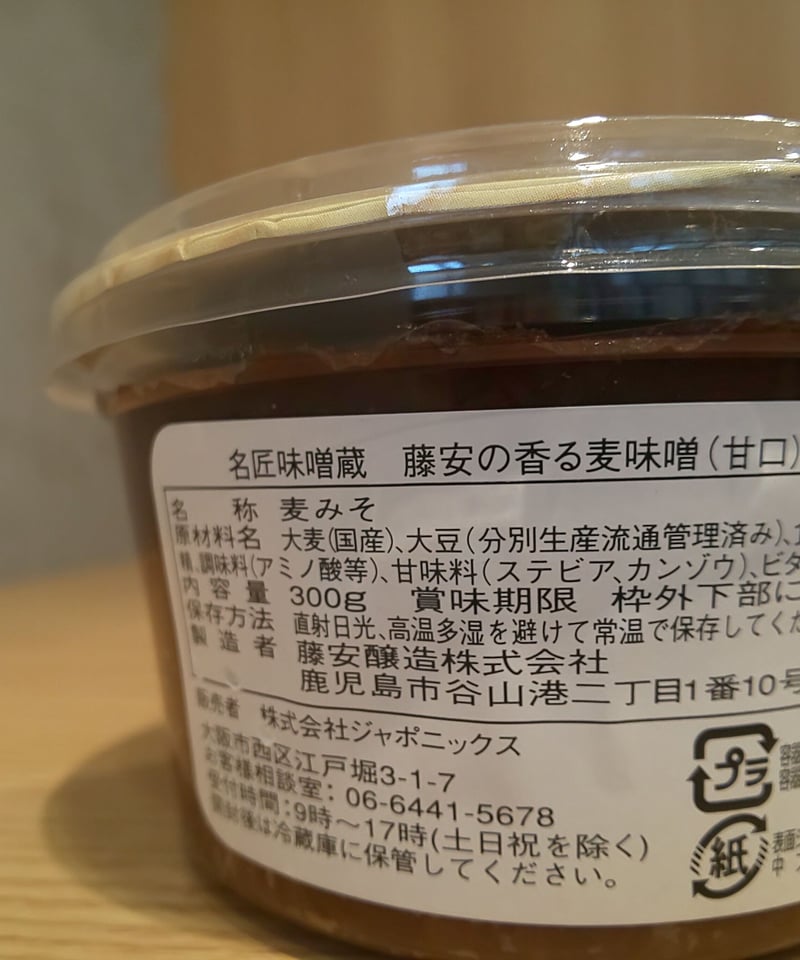 名匠味噌蔵　藤安の香る麦味噌(甘口)
名　称　麦みそ
原材料名　大麦(国産)、大豆(分別生産流通管理済み)、
精、調味料(アミノ酸等)、甘味料(ステビア、カンゾウ)、ビタ
内容量　300g　賞味期限　枠外下部に
保存方法　直射日光、高温多湿を避けて常温で保存してくだ
製造者　藤安醸造株式会社
鹿児島市谷山港二丁目1番10号
販売者　株式会社ジャポニックス
大阪市西区江戸堀3-1-7
お客様相談室：06-6441-5678
受付時間：9時～17時(土日祝を除く)
開封後は冷蔵庫に保管してください。
プラ
容器
容器
紙
表面
中